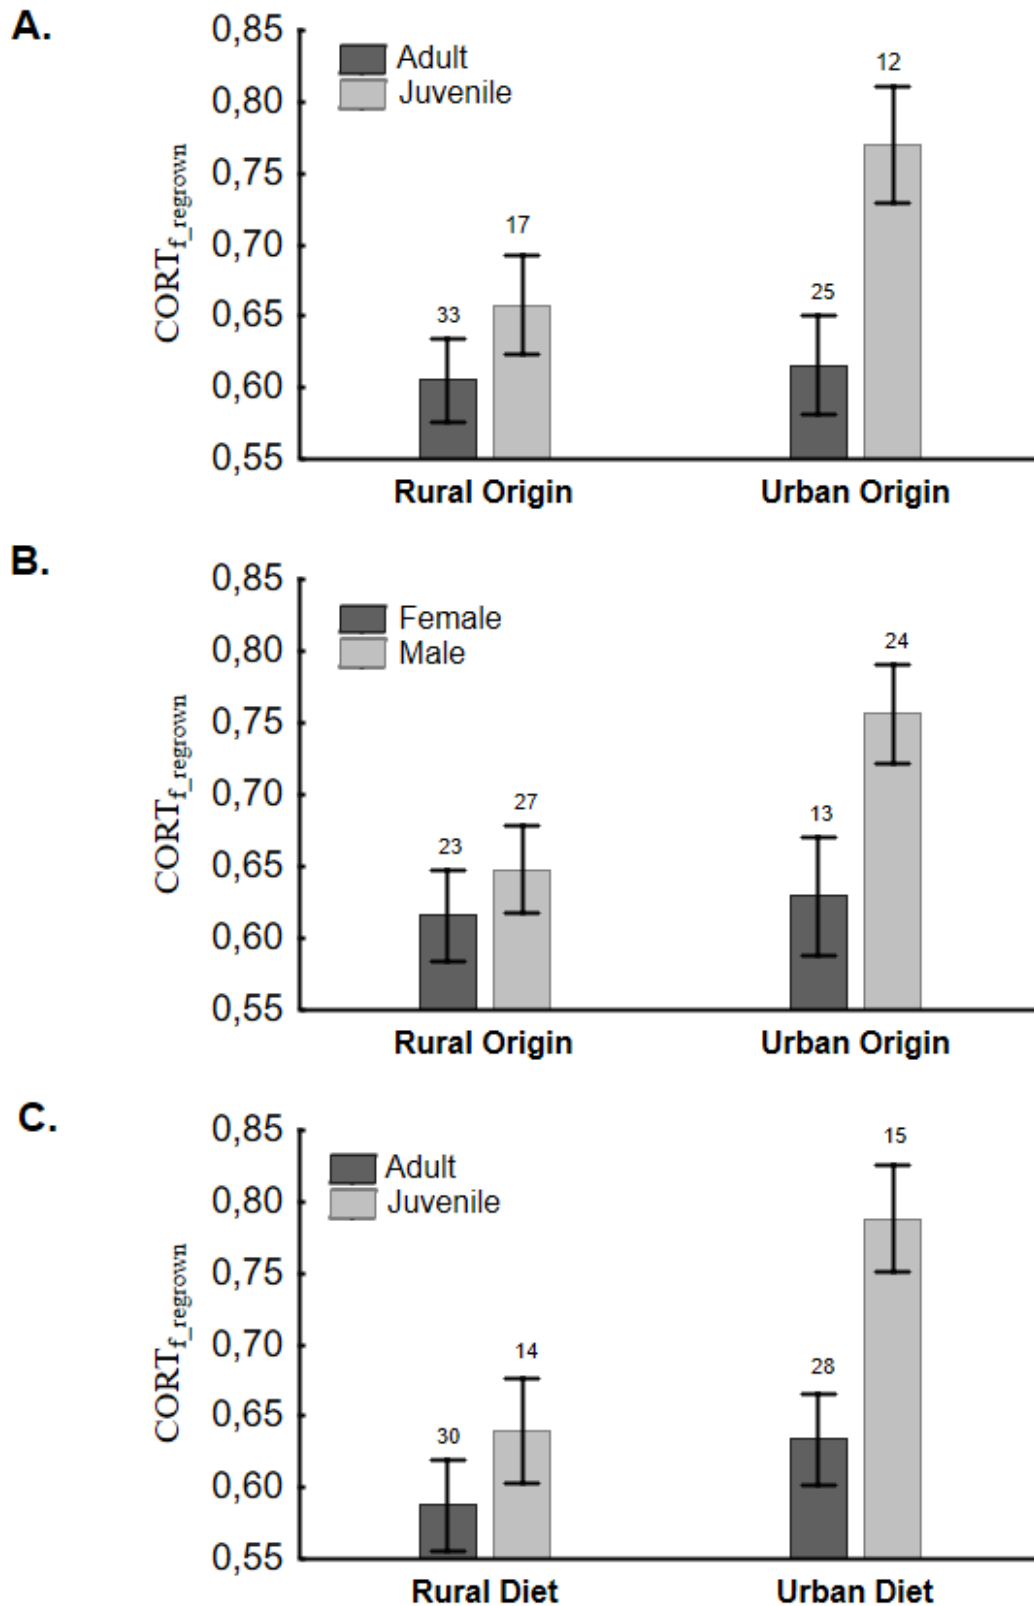 A.
0,85
0,80
0,75
0,70
0,65
0,60
0,55
CORTf_regrown
Adult
Juvenile
33
17
25
12
Rural Origin
Urban Origin
B.
0,85
0,80
0,75
0,70
0,65
0,60
0,55
CORTf_regrown
Female
Male
23
27
13
24
Rural Origin
Urban Origin
C.
0,85
0,80
0,75
0,70
0,65
0,60
0,55
CORTf_regrown
Adult
Juvenile
30
14
28
15
Rural Diet
Urban Diet